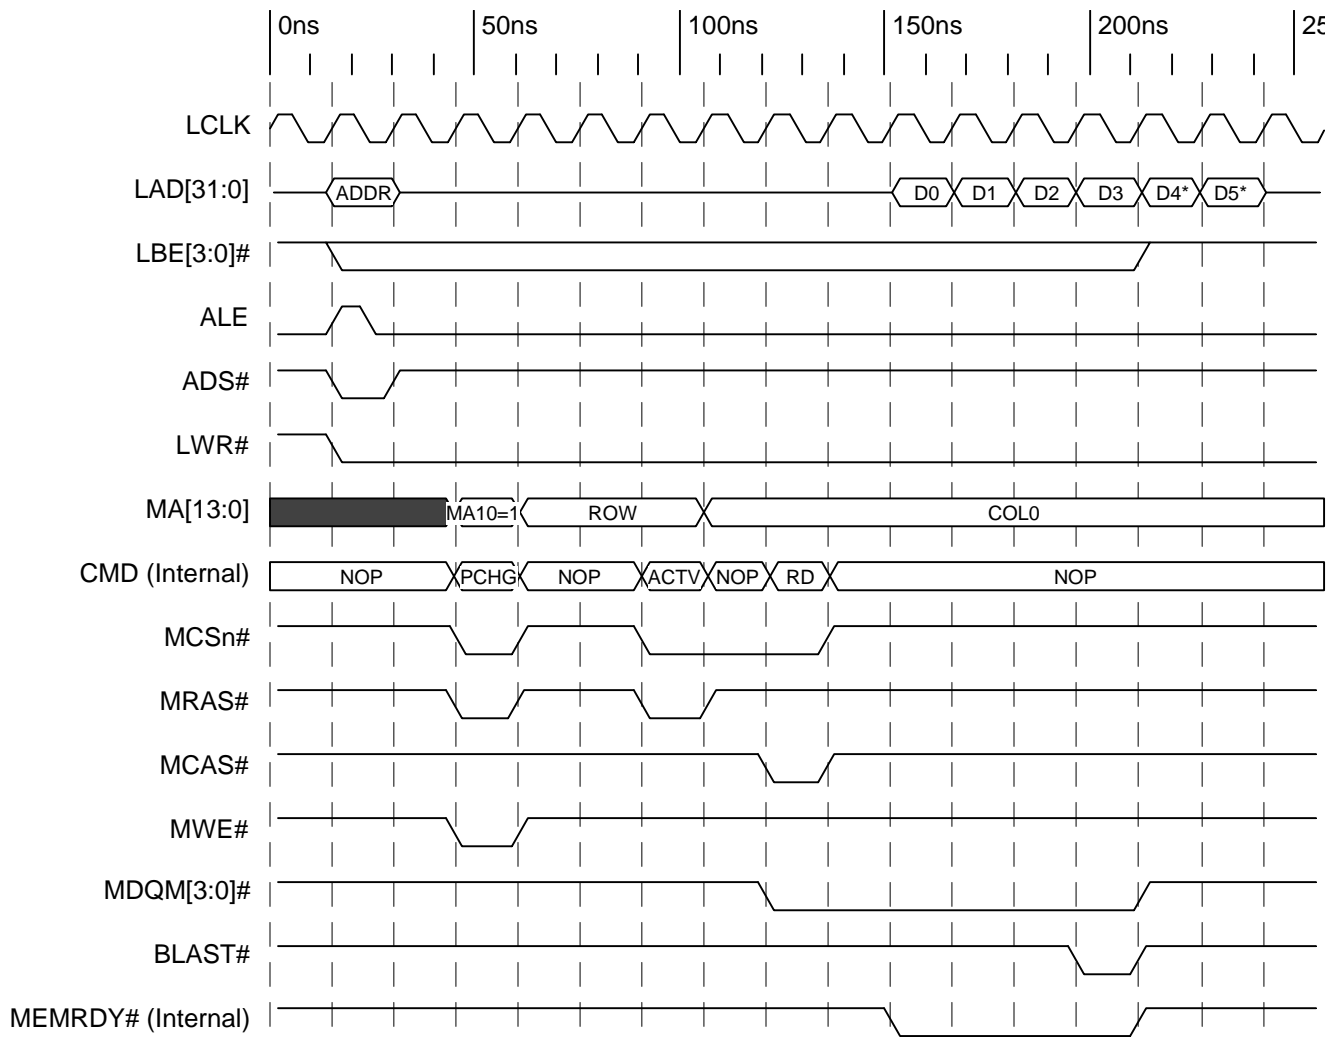 0ns 50ns 100ns 150ns 200ns 25
LCLK
LAD[31:0] ADDR D0 D1 D2 D3 D4* D5*
LBE[3:0]#
ALE
ADS#
LWR#
MA[13:0] MA10=1 ROW COL0
CMD (Internal) NOP PCHG NOP ACTV NOP RD NOP
MCSn#
MRAS#
MCAS#
MWE#
MDQM[3:0]#
BLAST#
MEMRDY# (Internal)